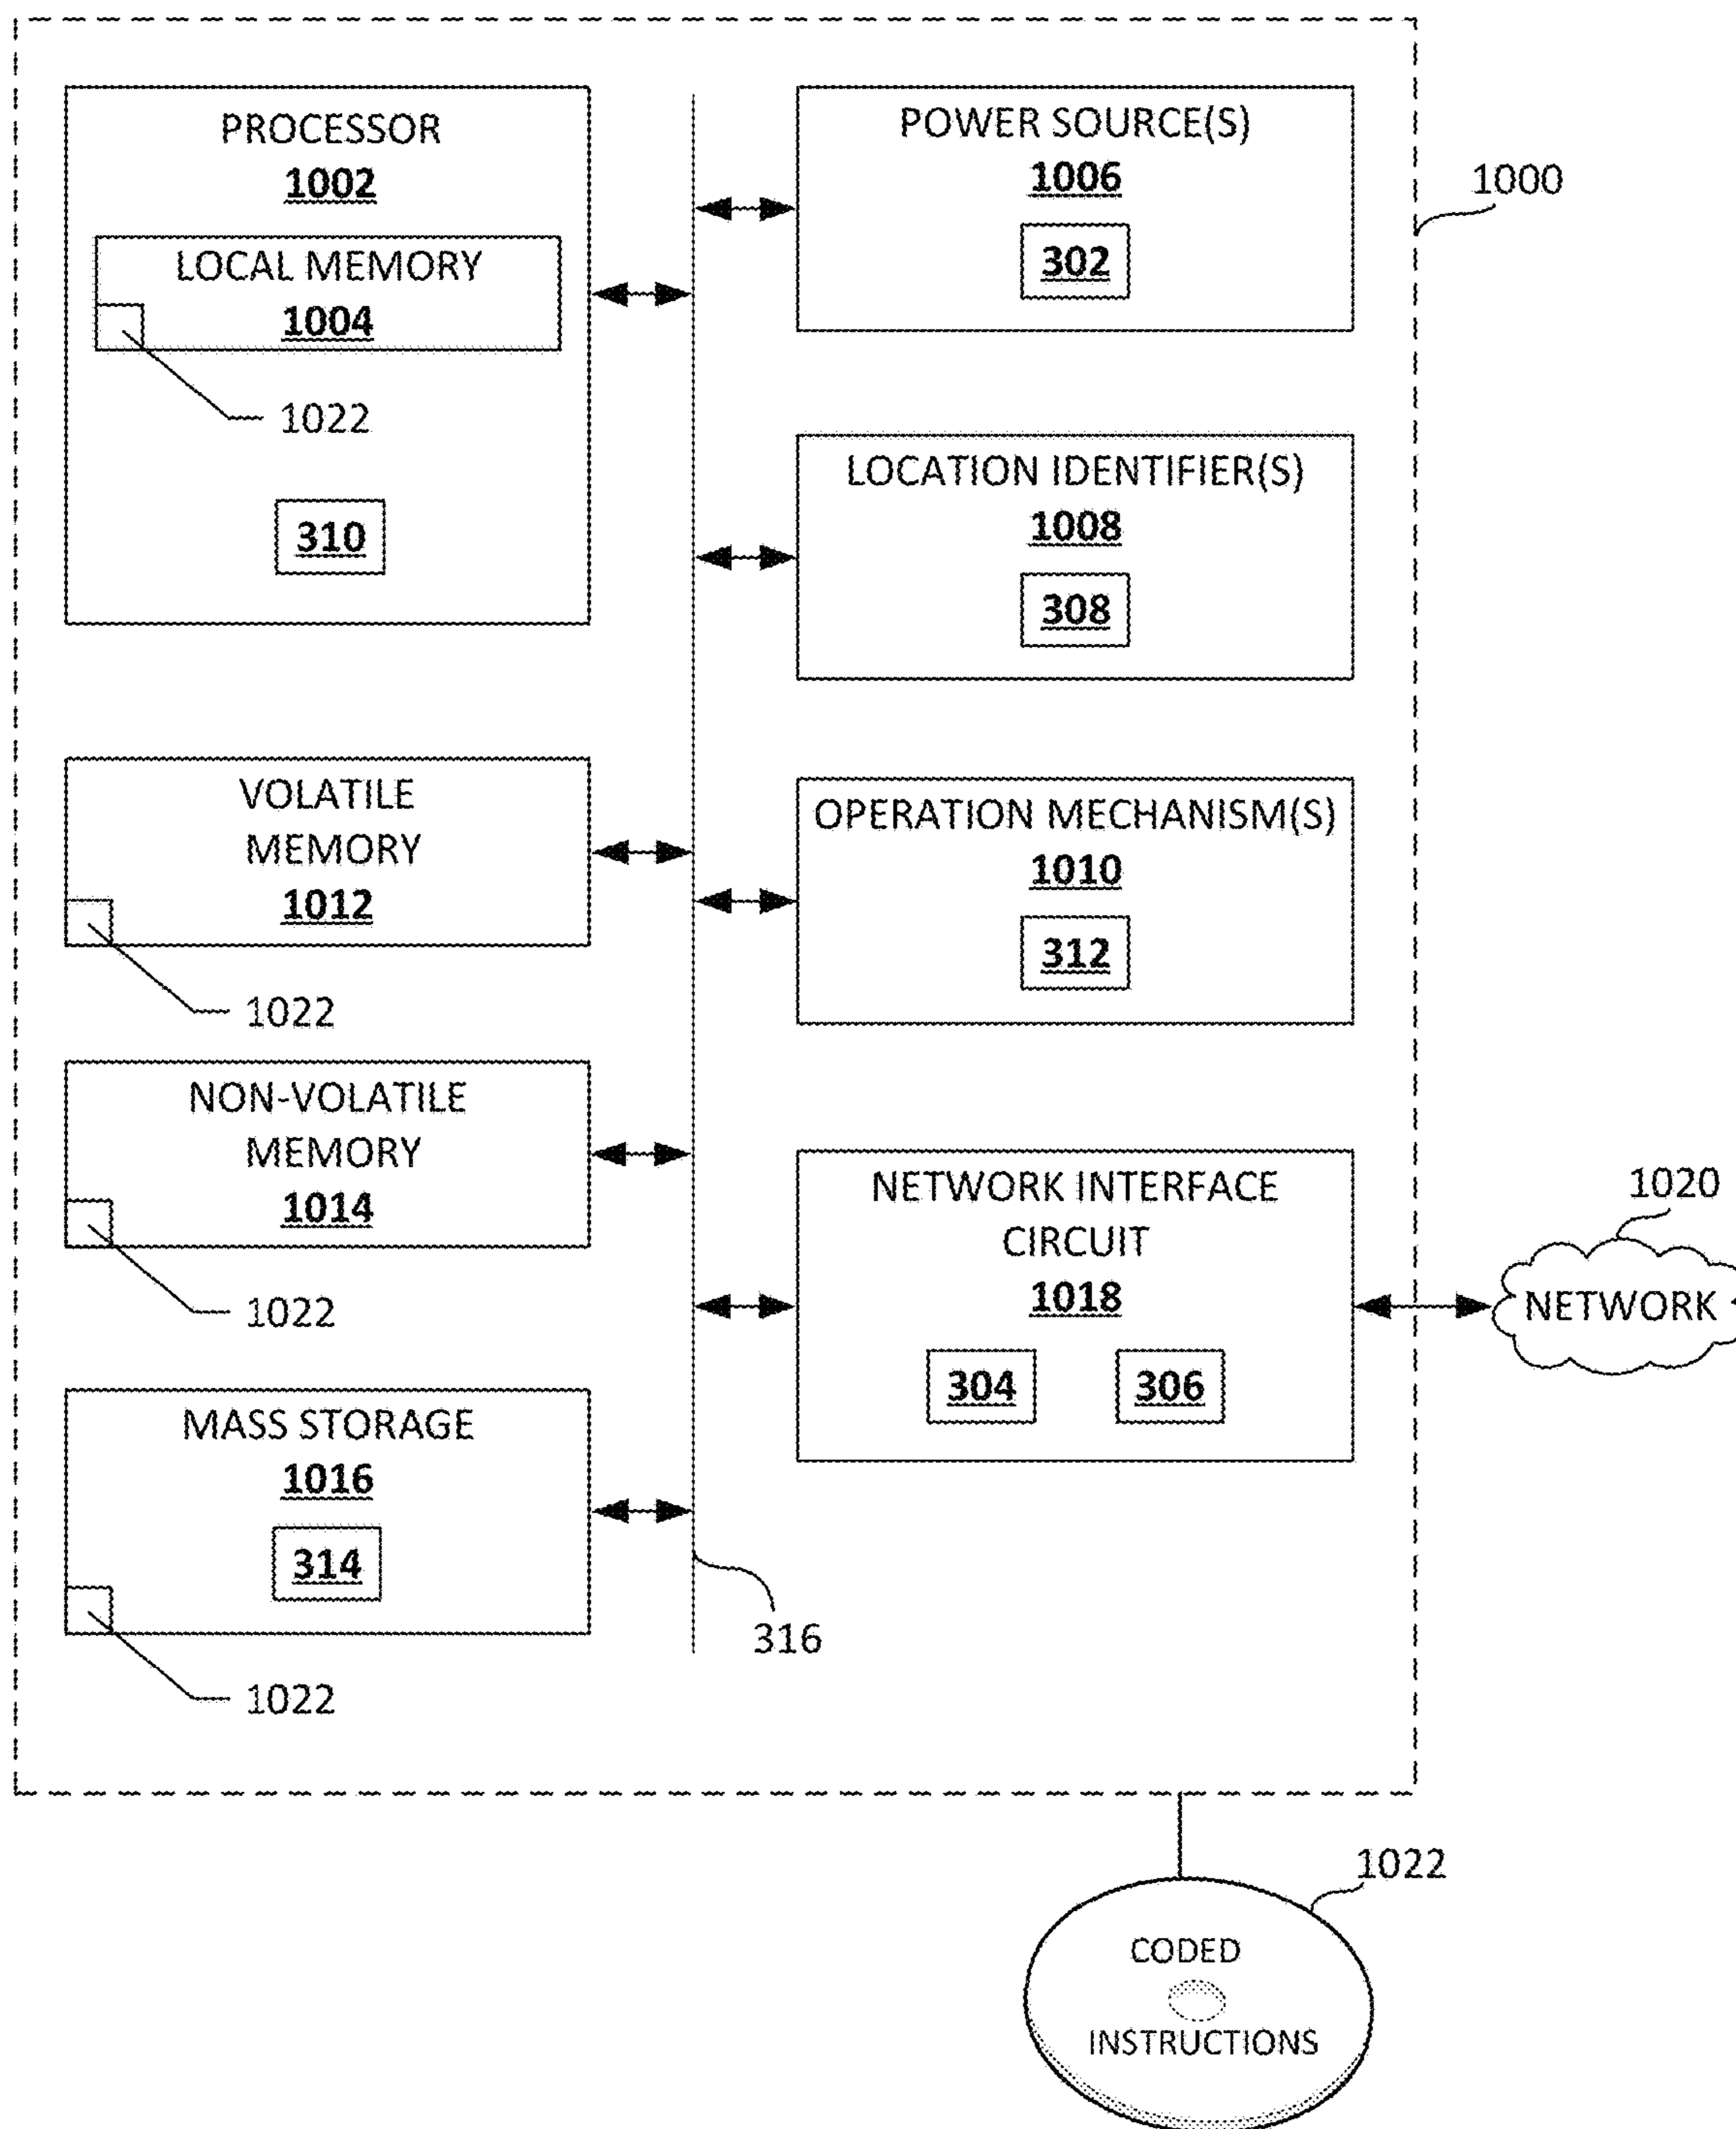 PROCESSOR
1002
LOCAL MEMORY
1004
1022
310
VOLATILE
MEMORY
1012
1022
NON-VOLATILE
MEMORY
1014
1022
MASS STORAGE
1016
314
1022
POWER SOURCE(S)
1006
302
1000
LOCATION IDENTIFIER(S)
1008
308
OPERATION MECHANISM(S)
1010
312
NETWORK INTERFACE
CIRCUIT
1018
304 306
1020
NETWORK
316
1022
CODED
INSTRUCTIONS